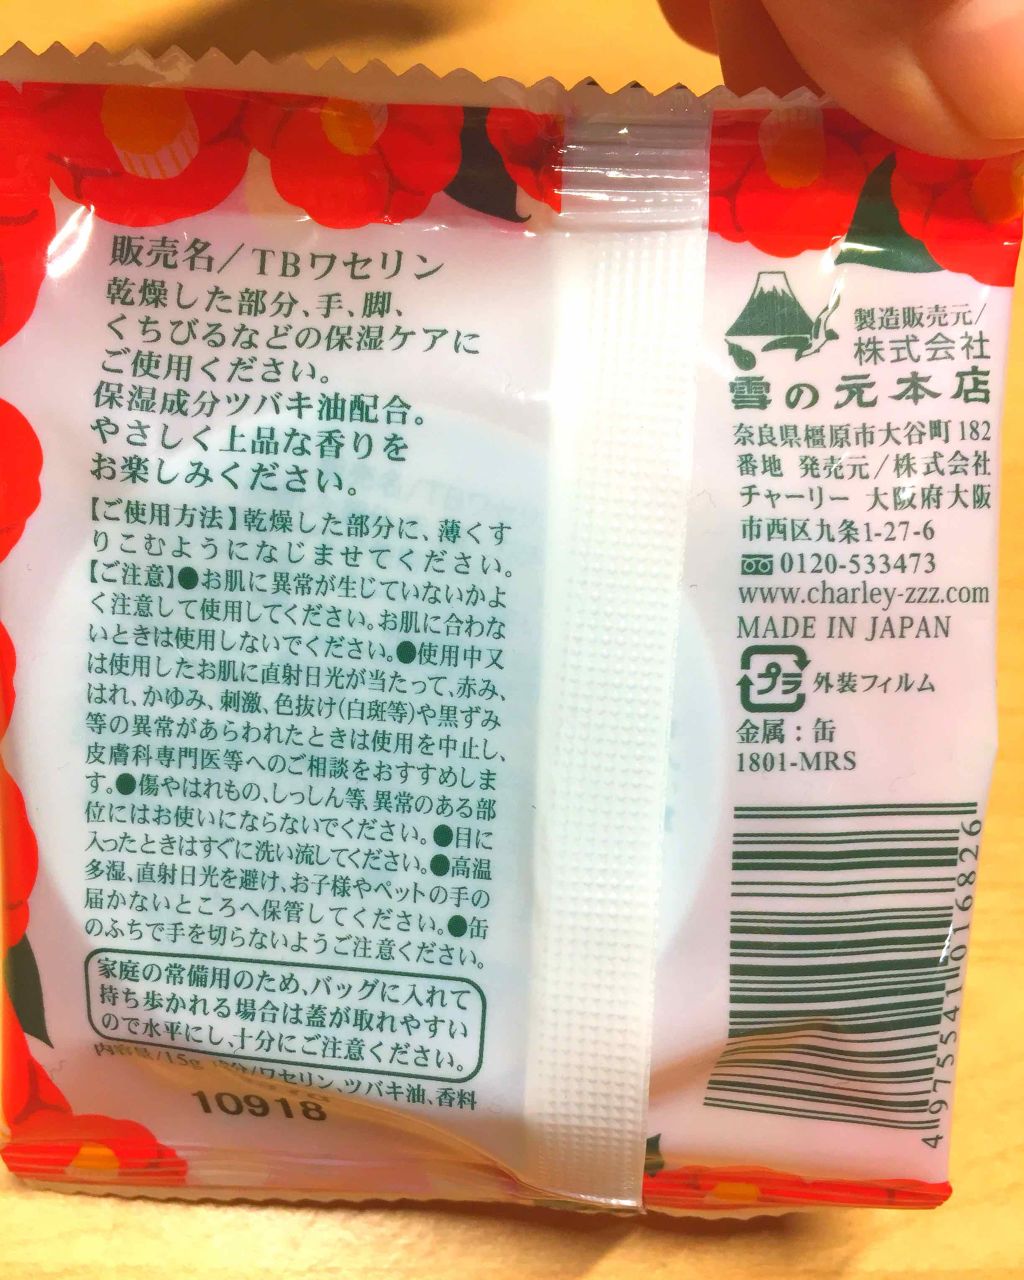 販売名/TBワセリン
乾燥した部分、手、脚、
くちびるなどの保湿ケアに
ご使用ください。
保湿成分ツバキ油配合。
やさしく上品な香りを
お楽しみください。
【ご使用方法】乾燥した部分に、薄くす
りこむようになじませてください。
【ご注意】●お肌に異常が生じていないかよ
く注意して使用してください。お肌に合わな
いときは使用しないでください。●使用中又
は使用したお肌に直射日光が当たって、赤み、
はれ、かゆみ、刺激、色抜け(白斑等)や黒ずみ
等の異常があらわれたときは使用を中止し、
皮膚科専門医等へのご相談をおすすめしま
す。●傷やはれもの、しっしん等、異常のある部
位にはお使いにならないでください。●目に
入ったときはすぐに洗い流してください。●高温
多湿、直射日光を避け、お子様やペットの手の
届かないところへ保管してください。●缶
のふちで手を切らないようご注意ください。
家庭の常備用のため、バッグに入れて
持ち歩かれる場合は蓋が取れやすい
ので水平にし、十分にご注意ください。
内容量/15g 成分/ワセリン、ツバキ油、香料
10918
製造販売元/
株式会社
雪の元本店
奈良県橿原市大谷町182
番地 発売元/株式会社
チャーリー 大阪府大阪
市西区九条1-27-6
0120-533473
www.charley-zzz.com
MADE IN JAPAN
プラ 外装フィルム
金属:缶
1801-MRS
4975541016826